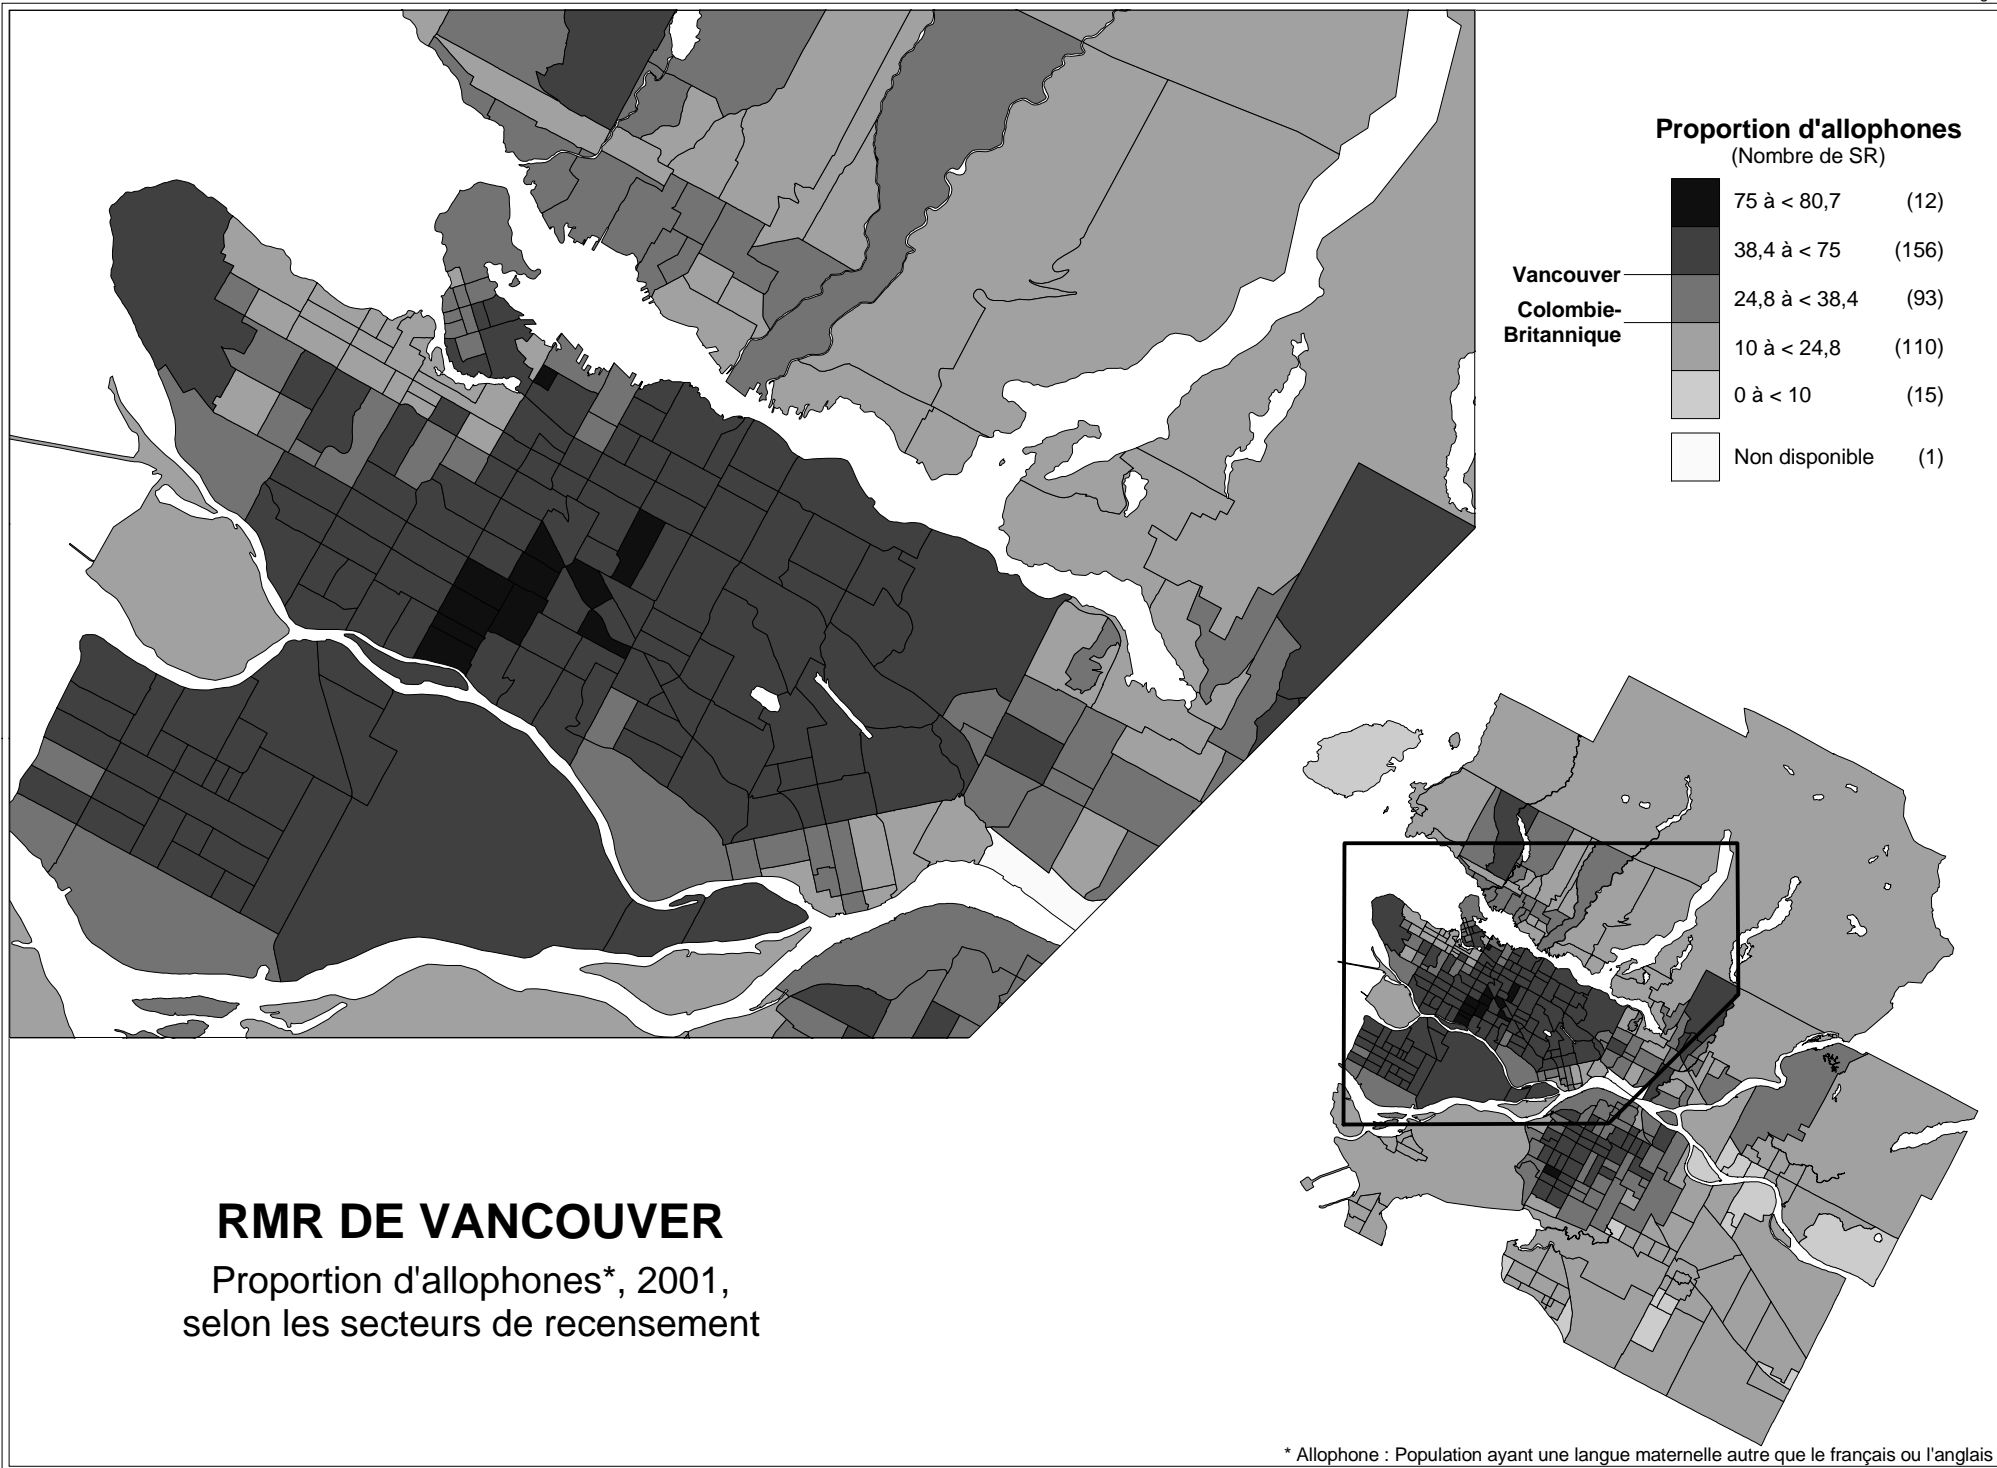 Proportion d'allophones
(Nombre de SR)
75 à < 80,7 (12)
38,4 à < 75 (156)
Vancouver
24,8 à < 38,4 (93)
Colombie-
Britannique
10 à < 24,8 (110)
0 à < 10 (15)
Non disponible (1)
RMR DE VANCOUVER
Proportion d'allophones*, 2001,
selon les secteurs de recensement
* Allophone : Population ayant une langue maternelle autre que le français ou l'anglais